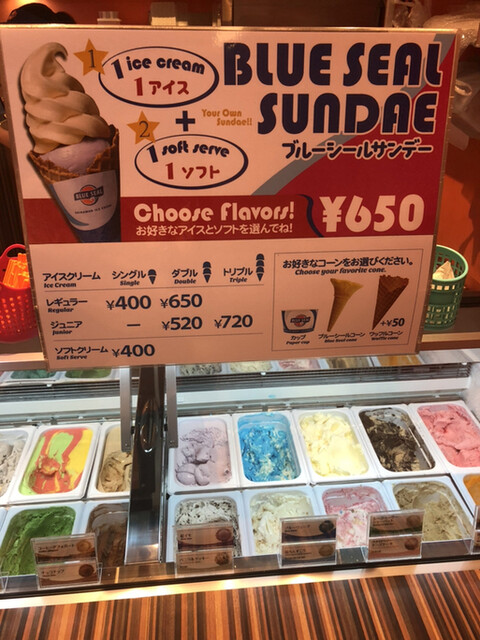 1
1 ice cream
1 アイス
+
Your Own Sundae!!
2
1 soft serve
1 ソフト
BLUE SEAL
SUNDAE
ブルーシールサンデー
BLUE SEAL
Choose Flavors!
お好きなアイスとソフトを選んでね!
¥650
アイスクリーム シングル ダブル トリプル
Ice Cream Single Double Triple
レギュラー ¥400 ¥650
Regular
ジュニア — ¥520 ¥720
Junior
ソフトクリーム ¥400
Soft Serve
お好きなコーンをお選びください。
Choose your favorite cone.
+¥50
カップ ブルーシールコーン ワッフルコーン
Paper cup Blue Seal cone Waffle cone